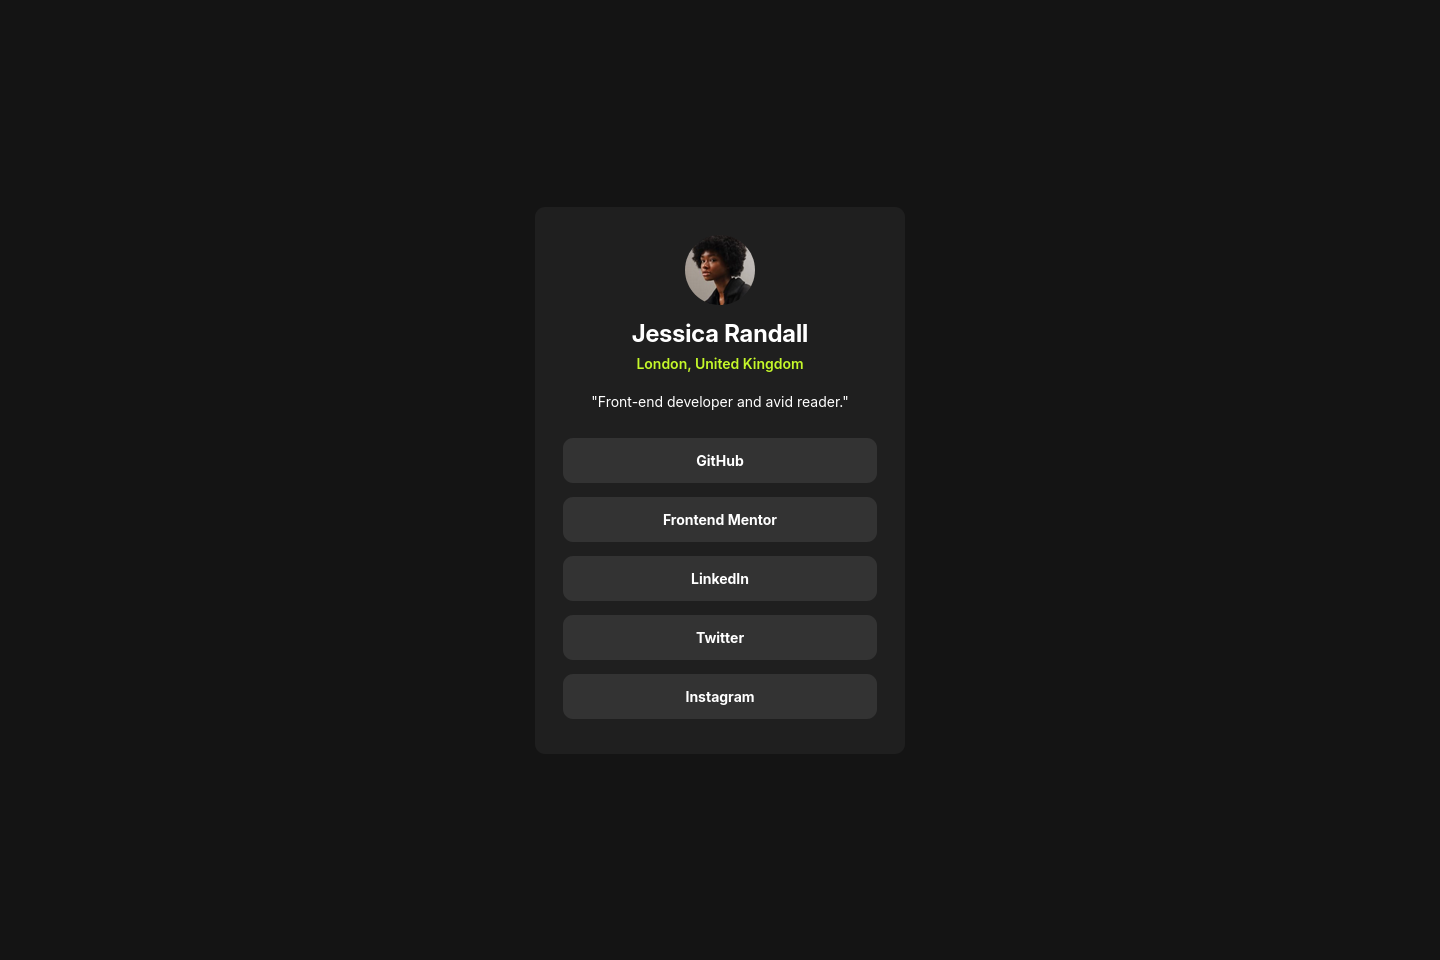 Jessica Randall
London, United Kingdom
"Front-end developer and avid reader."
GitHub
Frontend Mentor
LinkedIn
Twitter
Instagram